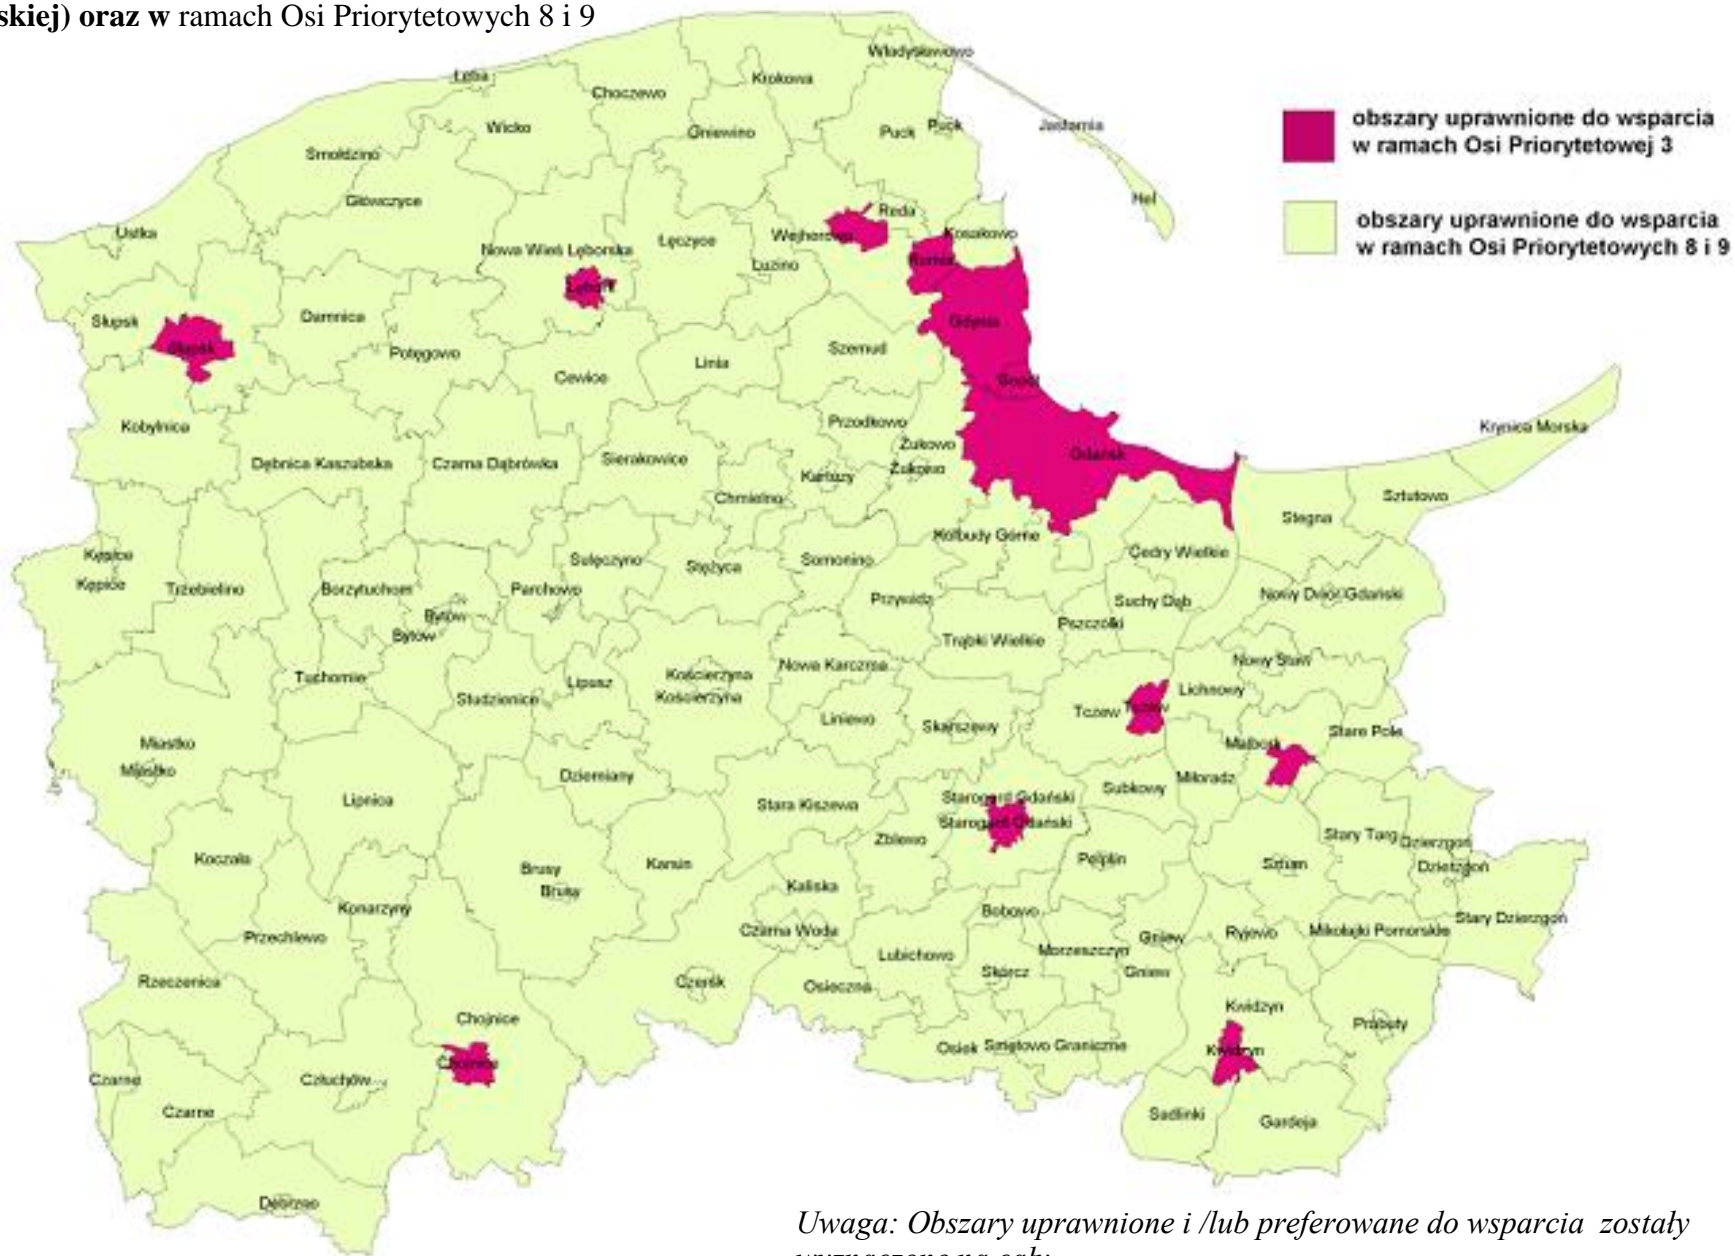 skiej) oraz w ramach Osi Priorytetowych 8 i 9
Władysławowo
Łeba
Krokowa
Choczewo
obszary uprawnione do wsparcia
w ramach Osi Priorytetowej 3
Wicko
Gniewino
Puck
Puck
Jastarnia
Smołdzino
Główczyce
Hel
Reda
obszary uprawnione do wsparcia
w ramach Osi Priorytetowych 8 i 9
Ustka
Nowa Wieś Lęborska
Łęczyce
Wejherowo
Kosakowo
Luzino
Rumia
Lębork
Słupsk
Damnica
Gdynia
Słupsk
Potęgowo
Szemud
Linia
Cewice
Sopot
Kobylnica
Przodkowo
Krynica Morska
Żukowo
Gdańsk
Dębnica Kaszubska
Czarna Dąbrówka
Sierakowice
Kartuzy
Żukowo
Chmielno
Sztutowo
Stegna
Kolbudy Górne
Kępice
Sulęczyno
Stężyca
Somonino
Cedry Wielkie
Kępice
Trzebielino
Borzytuchom
Parchowo
Przywidz
Suchy Dąb
Nowy Dwór Gdański
Bytów
Bytów
Pszczółki
Trąbki Wielkie
Nowy Staw
Tuchomie
Lipusz
Kościerzyna
Nowa Karczma
Studzienice
Kościerzyna
Lichnowy
Tczew
Tczew
Liniewo
Skarszewy
Stare Pole
Miastko
Malbork
Miastko
Dziemiany
Miłoradz
Subkowy
Lipnica
Stara Kiszewa
Starogard Gdański
Starogard Gdański
Zblewo
Stary Targ
Dzierzgoń
Koczała
Brusy
Karsin
Pelplin
Sztum
Dzierzgoń
Brusy
Kaliska
Konarzyny
Bobowo
Stary Dzierzgoń
Przechlewo
Czarna Woda
Morzeszczyn
Gniew
Ryjewo
Mikołajki Pomorskie
Lubichowo
Rzeczenica
Czersk
Osieczna
Skórcz
Gniew
Chojnice
Kwidzyn
Prabuty
Osiek
Smętowo Graniczne
Kwidzyn
Chojnice
Czarne
Człuchów
Czarne
Sadlinki
Gardeja
Debrzno
Uwaga: Obszary uprawnione i /lub preferowane do wsparcia zostały